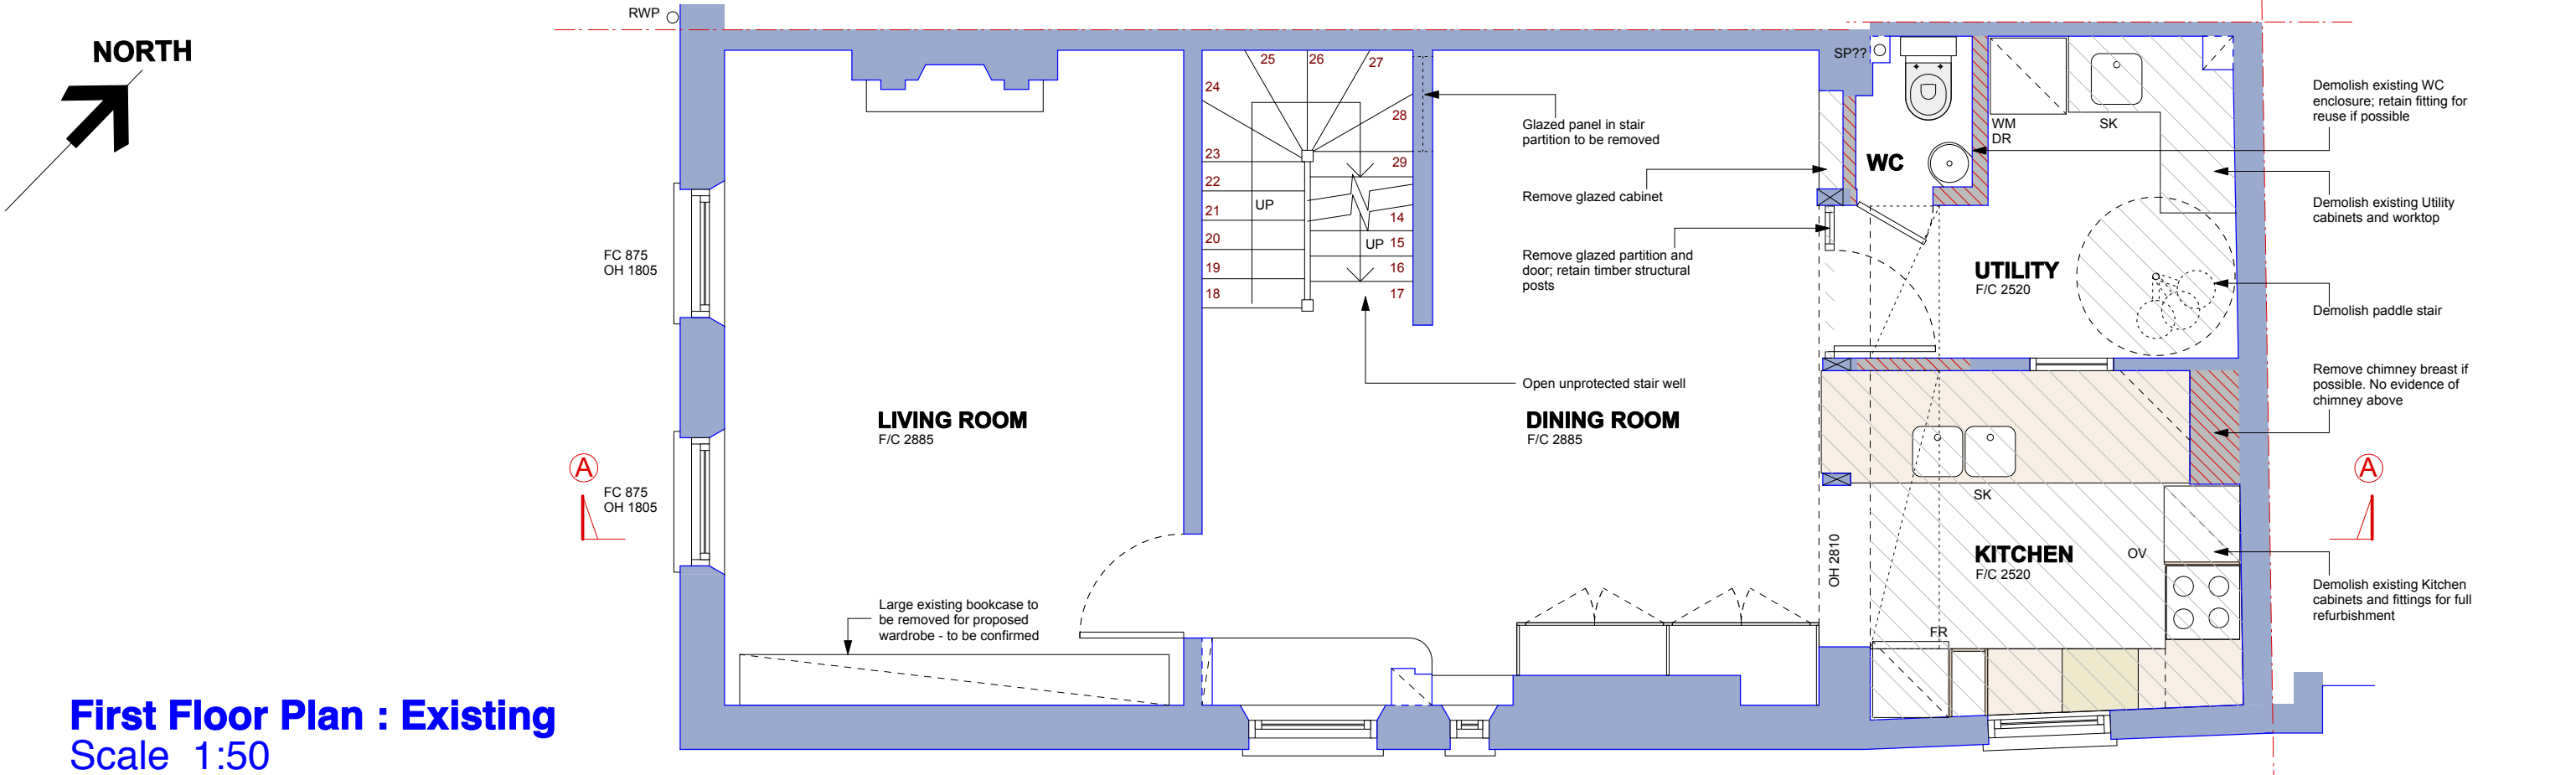 NORTH
RWP
FC 875
OH 1805
FC 875
OH 1805
A
LIVING ROOM
F/C 2885
Large existing bookcase to
be removed for proposed
wardrobe - to be confirmed
25
26
27
24
28
23
29
22
21
UP
14
20
UP
15
19
16
18
17
Glazed panel in stair
partition to be removed
Remove glazed cabinet
Remove glazed partition and
door; retain timber structural
posts
Open unprotected stair well
DINING ROOM
F/C 2885
SP??
WC
WM
DR
SK
UTILITY
F/C 2520
SK
OH 2810
KITCHEN
F/C 2520
OV
FR
Demolish existing WC
enclosure; retain fitting for
reuse if possible
Demolish existing Utility
cabinets and worktop
Demolish paddle stair
Remove chimney breast if
possible. No evidence of
chimney above
A
Demolish existing Kitchen
cabinets and fittings for full
refurbishment
First Floor Plan : Existing
Scale 1:50